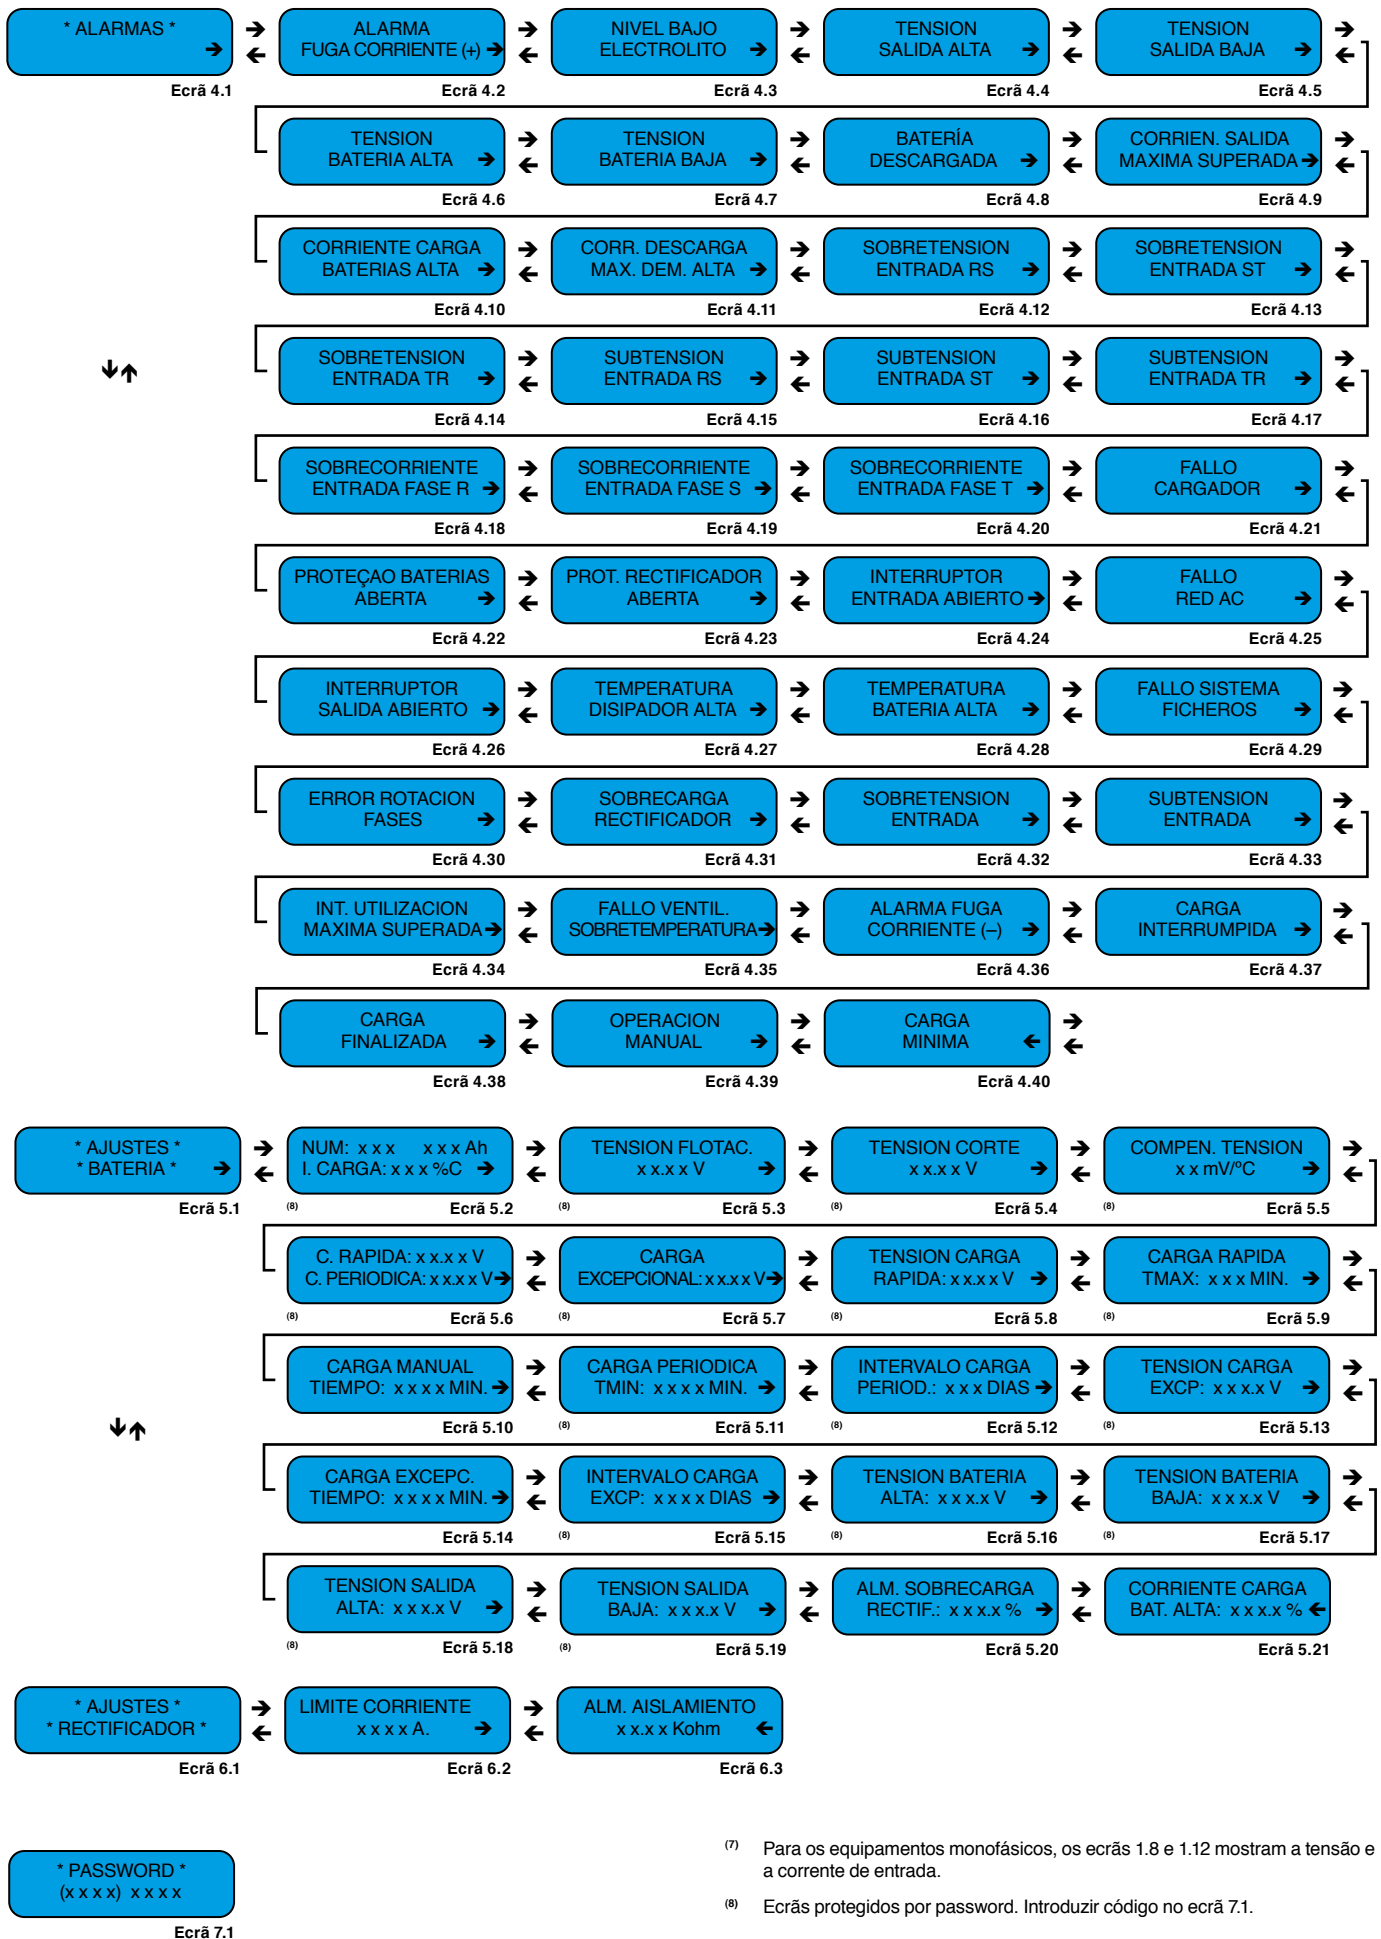 * ALARMAS *
Ecrã 4.1
ALARMA
FUGA CORRIENTE (+)
Ecrã 4.2
NIVEL BAJO
ELECTROLITO
Ecrã 4.3
TENSION
SALIDA ALTA
Ecrã 4.4
TENSION
SALIDA BAJA
Ecrã 4.5
TENSION
BATERIA ALTA
Ecrã 4.6
TENSION
BATERIA BAJA
Ecrã 4.7
BATERÍA
DESCARGADA
Ecrã 4.8
CORRIEN. SALIDA
MAXIMA SUPERADA
Ecrã 4.9
CORRIENTE CARGA
BATERIAS ALTA
Ecrã 4.10
CORR. DESCARGA
MAX. DEM. ALTA
Ecrã 4.11
SOBRETENSION
ENTRADA RS
Ecrã 4.12
SOBRETENSION
ENTRADA ST
Ecrã 4.13
SOBRETENSION
ENTRADA TR
Ecrã 4.14
SUBTENSION
ENTRADA RS
Ecrã 4.15
SUBTENSION
ENTRADA ST
Ecrã 4.16
SUBTENSION
ENTRADA TR
Ecrã 4.17
SOBRECORRIENTE
ENTRADA FASE R
Ecrã 4.18
SOBRECORRIENTE
ENTRADA FASE S
Ecrã 4.19
SOBRECORRIENTE
ENTRADA FASE T
Ecrã 4.20
FALLO
CARGADOR
Ecrã 4.21
PROTEÇAO BATERIAS
ABERTA
Ecrã 4.22
PROT. RECTIFICADOR
ABERTA
Ecrã 4.23
INTERRUPTOR
ENTRADA ABIERTO
Ecrã 4.24
FALLO
RED AC
Ecrã 4.25
INTERRUPTOR
SALIDA ABIERTO
Ecrã 4.26
TEMPERATURA
DISIPADOR ALTA
Ecrã 4.27
TEMPERATURA
BATERIA ALTA
Ecrã 4.28
FALLO SISTEMA
FICHEROS
Ecrã 4.29
ERROR ROTACION
FASES
Ecrã 4.30
SOBRECARGA
RECTIFICADOR
Ecrã 4.31
SOBRETENSION
ENTRADA
Ecrã 4.32
SUBTENSION
ENTRADA
Ecrã 4.33
INT. UTILIZACION
MAXIMA SUPERADA
Ecrã 4.34
FALLO VENTIL.
SOBRETEMPERATURA
Ecrã 4.35
ALARMA FUGA
CORRIENTE (–)
Ecrã 4.36
CARGA
INTERRUMPIDA
Ecrã 4.37
CARGA
FINALIZADA
Ecrã 4.38
OPERACION
MANUAL
Ecrã 4.39
CARGA
MINIMA
Ecrã 4.40
* AJUSTES *
* BATERIA *
Ecrã 5.1
NUM: x x x x x x Ah
I. CARGA: x x x %C
(8) Ecrã 5.2
TENSION FLOTAC.
x x.x x V
(8) Ecrã 5.3
TENSION CORTE
x x.x x V
(8) Ecrã 5.4
COMPEN. TENSION
x x mV/ºC
(8) Ecrã 5.5
C. RAPIDA: x x.x x V
C. PERIODICA: x x.x x V
(8) Ecrã 5.6
CARGA
EXCEPCIONAL: x x.x x V
(8) Ecrã 5.7
TENSION CARGA
RAPIDA: x x.x x V
(8) Ecrã 5.8
CARGA RAPIDA
TMAX: x x x MIN.
(8) Ecrã 5.9
CARGA MANUAL
TIEMPO: x x x x MIN.
Ecrã 5.10
CARGA PERIODICA
TMIN: x x x x MIN.
(8) Ecrã 5.11
INTERVALO CARGA
PERIOD.: x x x DIAS
(8) Ecrã 5.12
TENSION CARGA
EXCP: x x x.x V
(8) Ecrã 5.13
CARGA EXCEPC.
TIEMPO: x x x x MIN.
Ecrã 5.14
INTERVALO CARGA
EXCP: x x x x DIAS
(8) Ecrã 5.15
TENSION BATERIA
ALTA: x x x.x V
(8) Ecrã 5.16
TENSION BATERIA
BAJA: x x x.x V
(8) Ecrã 5.17
TENSION SALIDA
ALTA: x x x.x V
(8) Ecrã 5.18
TENSION SALIDA
BAJA: x x x.x V
(8) Ecrã 5.19
ALM. SOBRECARGA
RECTIF.: x x x.x %
Ecrã 5.20
CORRIENTE CARGA
BAT. ALTA: x x x.x %
Ecrã 5.21
* AJUSTES *
* RECTIFICADOR *
Ecrã 6.1
LIMITE CORRIENTE
x x x x A.
Ecrã 6.2
ALM. AISLAMIENTO
x x.x x Kohm
Ecrã 6.3
* PASSWORD *
(x x x x) x x x x
Ecrã 7.1
(7) Para os equipamentos monofásicos, os ecrãs 1.8 e 1.12 mostram a tensão e
a corrente de entrada.
(8) Ecrãs protegidos por password. Introduzir código no ecrã 7.1.